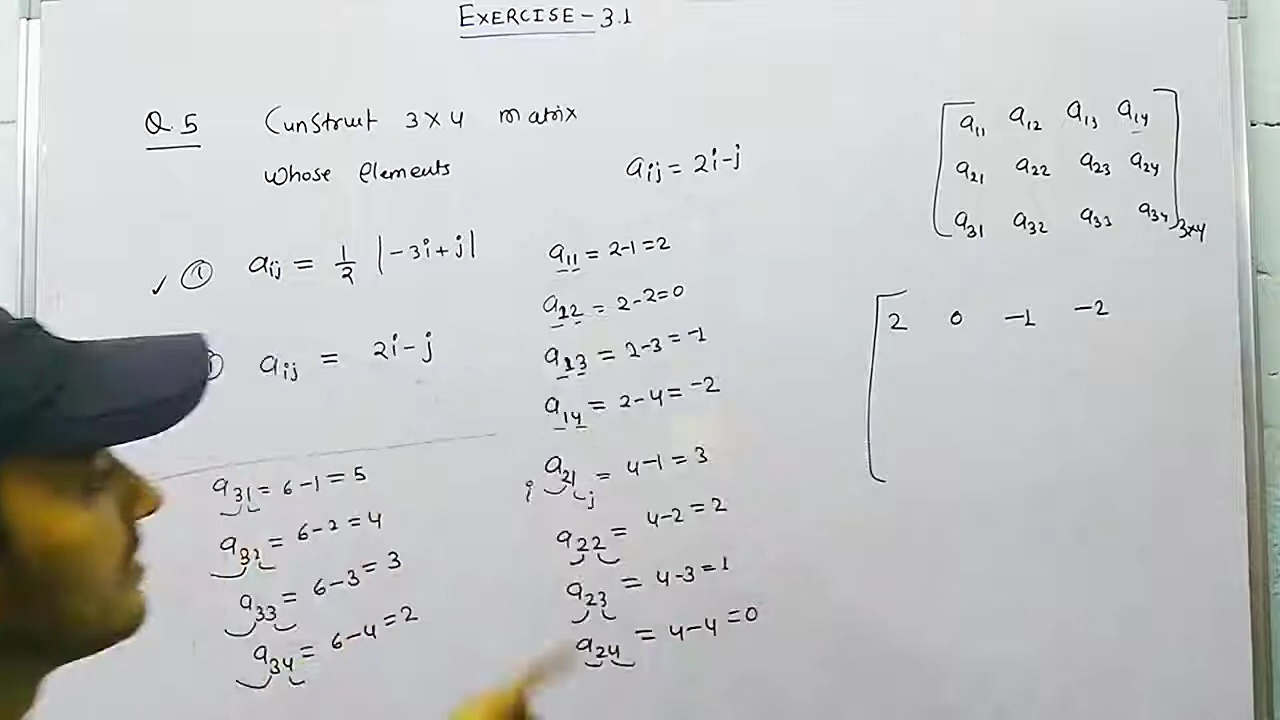 EXERCISE-3.1
Q.5 Cunstruct 3×4 matrix
whose elements
aij = 2i-j
① aij = 1/2 |-3i+j|
aij = 2i-j
a31 = 6-1=5
a32 = 6-2=4
a33 = 6-3=3
a34 = 6-4=2
a11 = 2-1=2
a12 = 2-2=0
a13 = 2-3=-1
a14 = 2-4=-2
a21 = 4-1=3
i j
a22 = 4-2=2
a23 = 4-3=1
a24 = 4-4=0
a11 a12 a13 a14
a21 a22 a23 a24
a31 a32 a33 a34 3×4
2 0 -1 -2